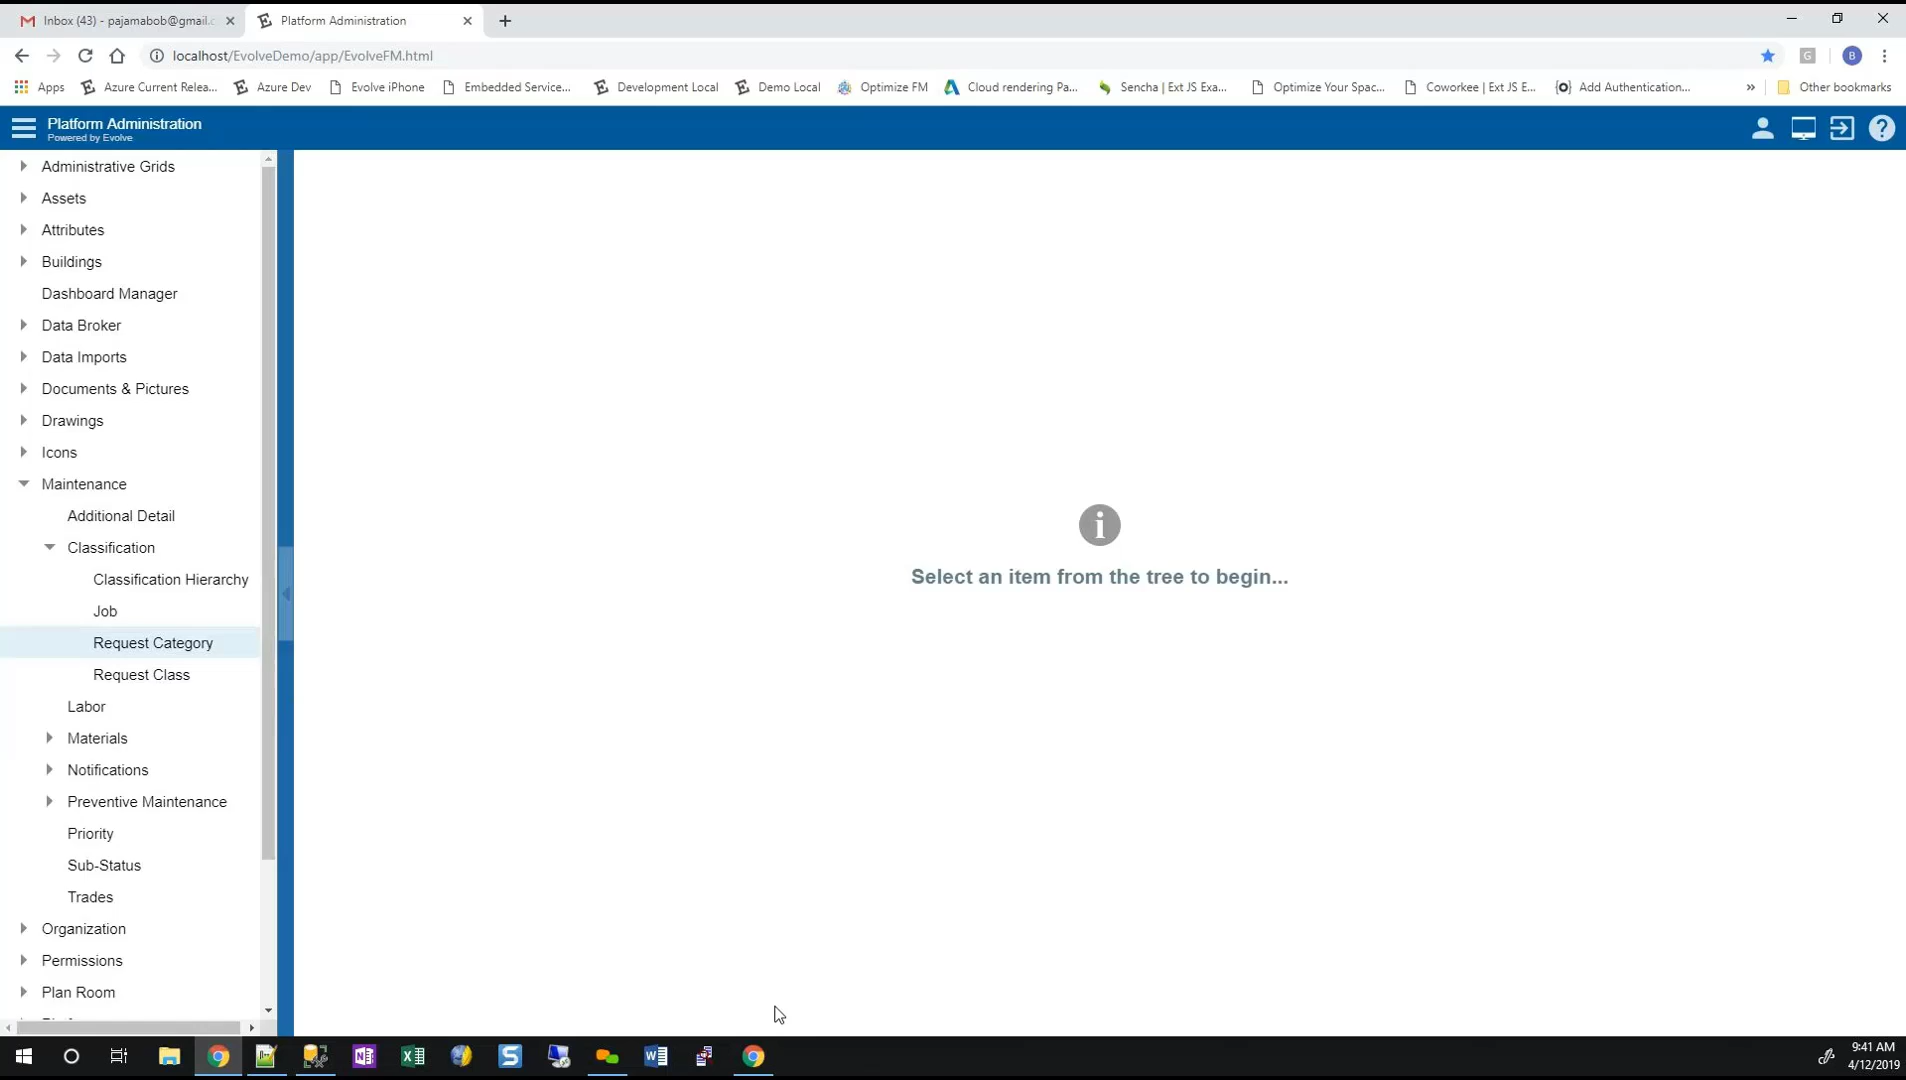 Inbox (43) - pajamabob@gmail.c
Platform Administration
localhost/EvolveDemo/app/EvolveFM.html
Apps
Azure Current Relea...
Azure Dev
Evolve iPhone
Embedded Service...
Development Local
Demo Local
Optimize FM
Cloud rendering Pa...
Sencha | Ext JS Exa...
Optimize Your Spac...
Coworkee | Ext JS E...
Add Authentication...
»
Other bookmarks
Platform Administration
Powered by Evolve
Administrative Grids
Assets
Attributes
Buildings
Dashboard Manager
Data Broker
Data Imports
Documents & Pictures
Drawings
Icons
Maintenance
Additional Detail
Classification
Classification Hierarchy
Job
Request Category
Request Class
Labor
Materials
Notifications
Preventive Maintenance
Priority
Sub-Status
Trades
Organization
Permissions
Plan Room
Select an item from the tree to begin...
9:41 AM
4/12/2019